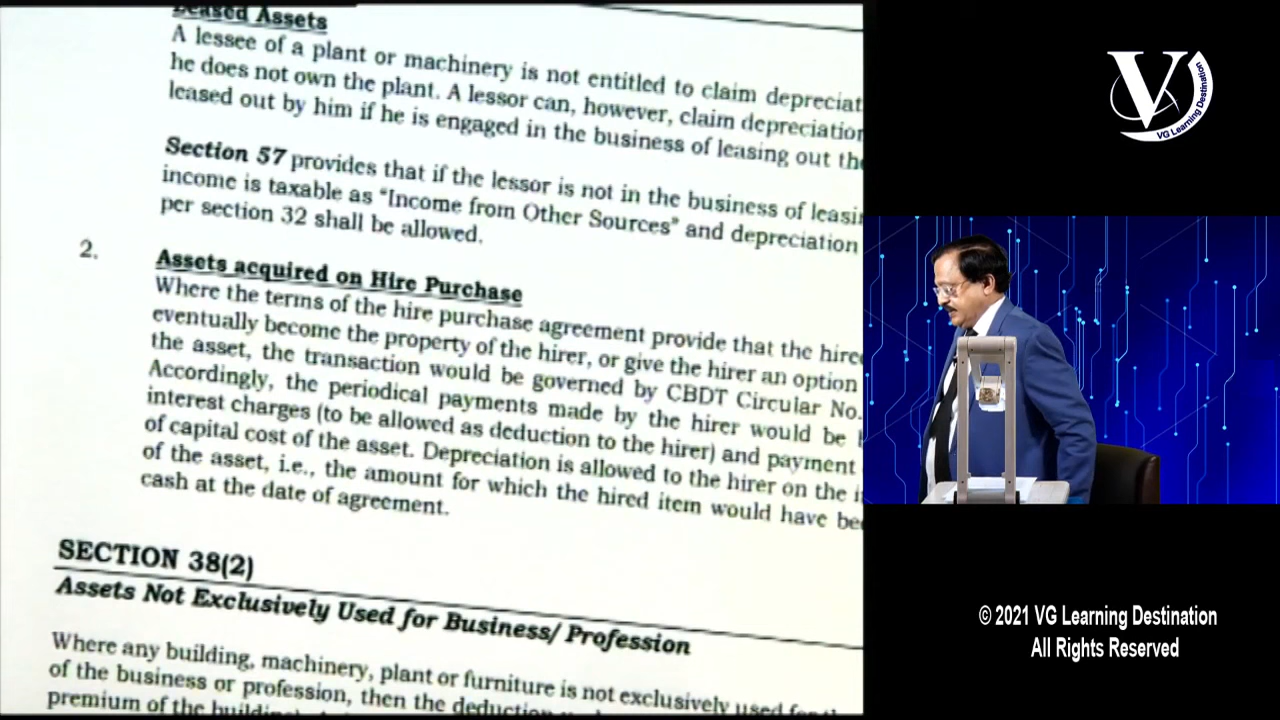 Leased Assets
A lessee of a plant or machinery is not entitled to claim depreciat
he does not own the plant. A lessor can, however, claim depreciation
leased out by him if he is engaged in the business of leasing out the
Section 57 provides that if the lessor is not in the business of leasin
income is taxable as "Income from Other Sources" and depreciation
per section 32 shall be allowed.
2.
Assets acquired on Hire Purchase
Where the terms of the hire purchase agreement provide that the hired
eventually become the property of the hirer, or give the hirer an option
the asset, the transaction would be governed by CBDT Circular No.
Accordingly, the periodical payments made by the hirer would be
interest charges (to be allowed as deduction to the hirer) and payment
of capital cost of the asset. Depreciation is allowed to the hirer on the
of the asset, i.e., the amount for which the hired item would have bee
cash at the date of agreement.
SECTION 38(2)
Assets Not Exclusively Used for Business/ Profession
Where any building, machinery, plant or furniture is not exclusively used for the
of the business or profession, then the deduction
premium of the building
V
VG Learning Destination
© 2021 VG Learning Destination
All Rights Reserved